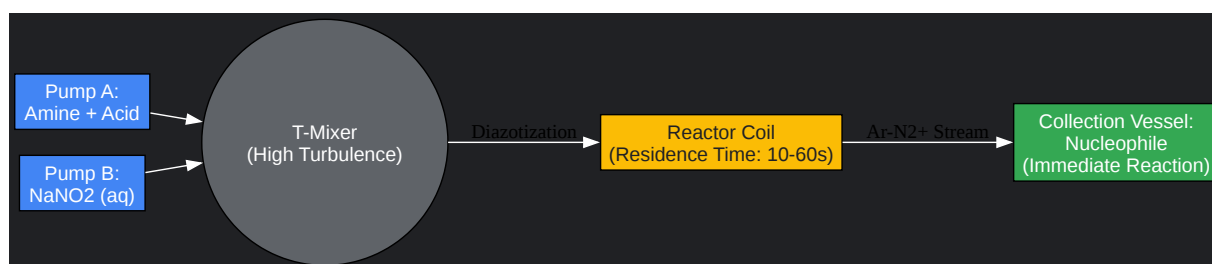 Pump A:
Amine + Acid
Pump B:
NaNO2 (aq)
T-Mixer
(High Turbulence)
Diazotization
Reactor Coil
(Residence Time: 10-60s)
Ar-N2+ Stream
Collection Vessel:
Nucleophile
(Immediate Reaction)